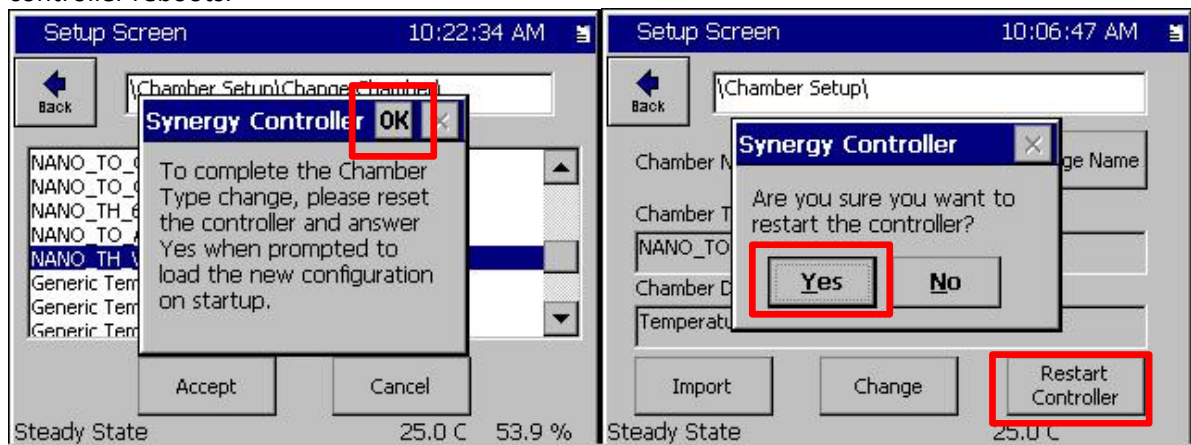 Setup Screen 10:22:34 AM
Back
\Chamber Setup\Change Chamber\
Synergy Controller OK
To complete the Chamber
Type change, please reset
the controller and answer
Yes when prompted to
load the new configuration
on startup.
NANO_TO_
NANO_TO_
NANO_TH_
NANO_TO_
NANO_TH_
Generic Tem
Generic Tem
Generic Tem
Accept Cancel
Steady State 25.0 C 53.9 %
Setup Screen 10:06:47 AM
Back
\Chamber Setup\
Synergy Controller
Are you sure you want to
restart the controller?
Yes No
Chamber N ge Name
Chamber T
NANO_TO
Chamber D
Temperatu
Import Change Restart
Controller
Steady State 25.0 C